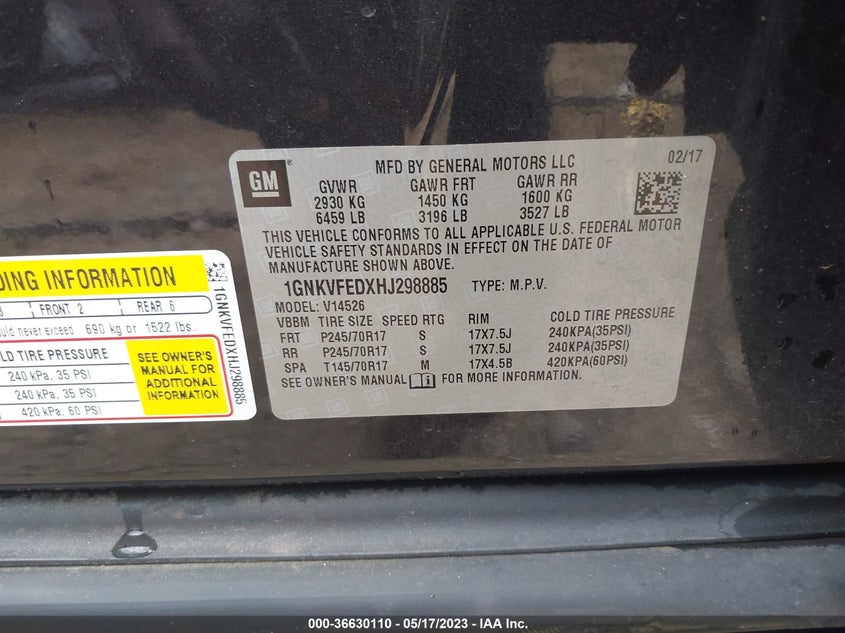 GM
MFD BY GENERAL MOTORS LLC
02/17
GVWR GAWR FRT GAWR RR
2930 KG 1450 KG 1600 KG
6459 LB 3196 LB 3527 LB
THIS VEHICLE CONFORMS TO ALL APPLICABLE U.S. FEDERAL MOTOR
VEHICLE SAFETY STANDARDS IN EFFECT ON THE DATE OF
MANUFACTURE SHOWN ABOVE.
1GNKVFEDXHJ298885 TYPE: M.P.V.
MODEL: V14526
VBBM TIRE SIZE SPEED RTG RIM COLD TIRE PRESSURE
FRT P245/70R17 S 17X7.5J 240KPA(35PSI)
RR P245/70R17 S 17X7.5J 240KPA(35PSI)
SPA T145/70R17 M 17X4.5B 420KPA(60PSI)
SEE OWNER'S MANUAL FOR MORE INFORMATION.
DING INFORMATION
FRONT 2 REAR 6
ould never exceed 690 kg or 1522 lbs.
OLD TIRE PRESSURE
240 kPa, 35 PSI
240 kPa, 35 PSI
420 kPa, 60 PSI
SEE OWNER'S
MANUAL FOR
ADDITIONAL
INFORMATION
1GNKVFEDXHJ298885
000-36630110 - 05/17/2023 - IAA Inc.